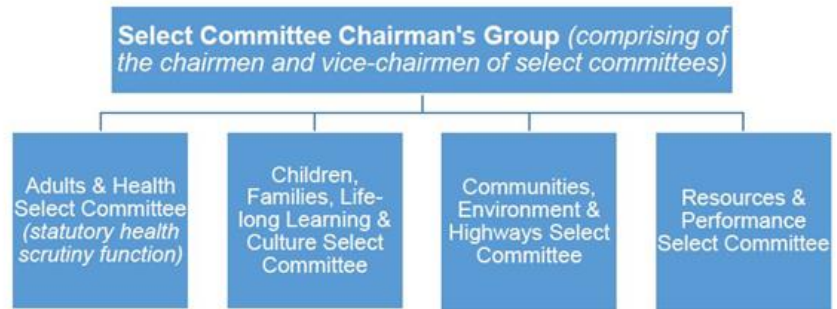 Select Committee Chairman's Group (comprising of
the chairmen and vice-chairmen of select committees)
Adults & Health
Select Committee
(statutory health
scrutiny function)
Children,
Families, Life-
long Learning &
Culture Select
Committee
Communities,
Environment &
Highways Select
Committee
Resources &
Performance
Select Committee